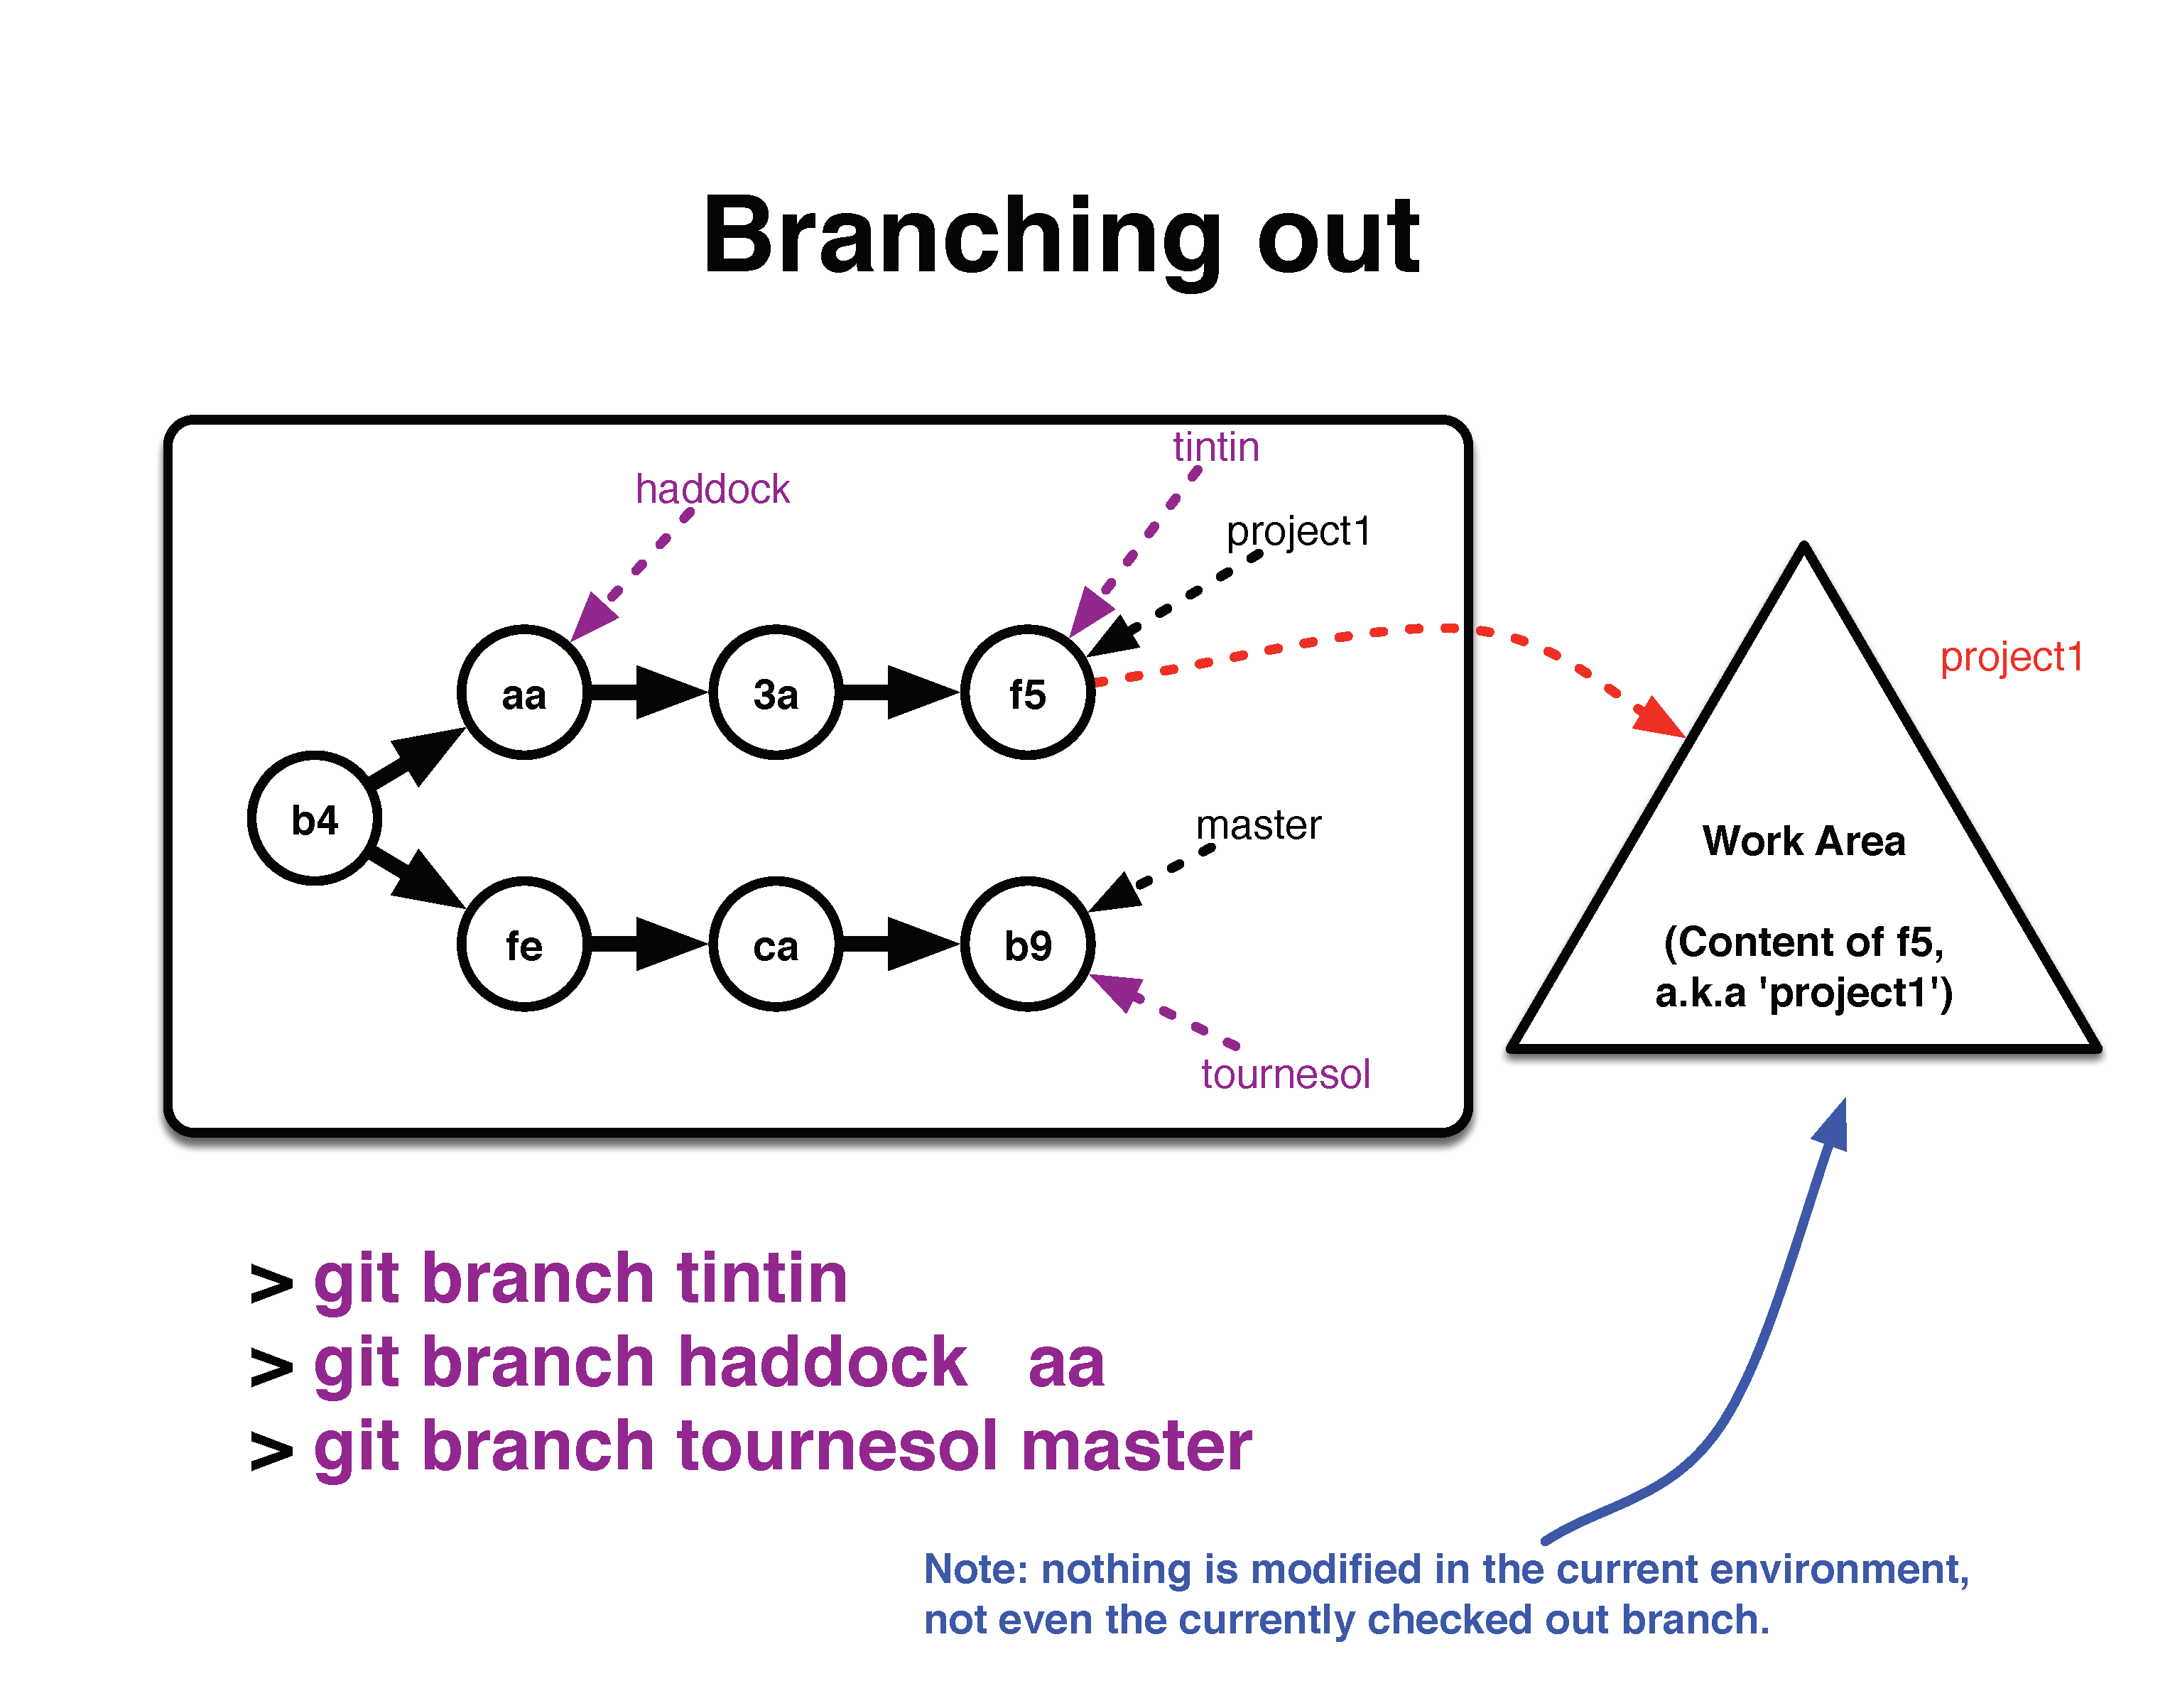 Branching out
tintin
haddock
project1
project1
aa
3a
f5
b4
master
Work Area
fe
ca
b9
(Content of f5,
a.k.a 'project1')
tournesol
> git branch tintin
> git branch haddock   aa
> git branch tournesol master
Note: nothing is modified in the current environment,
not even the currently checked out branch.